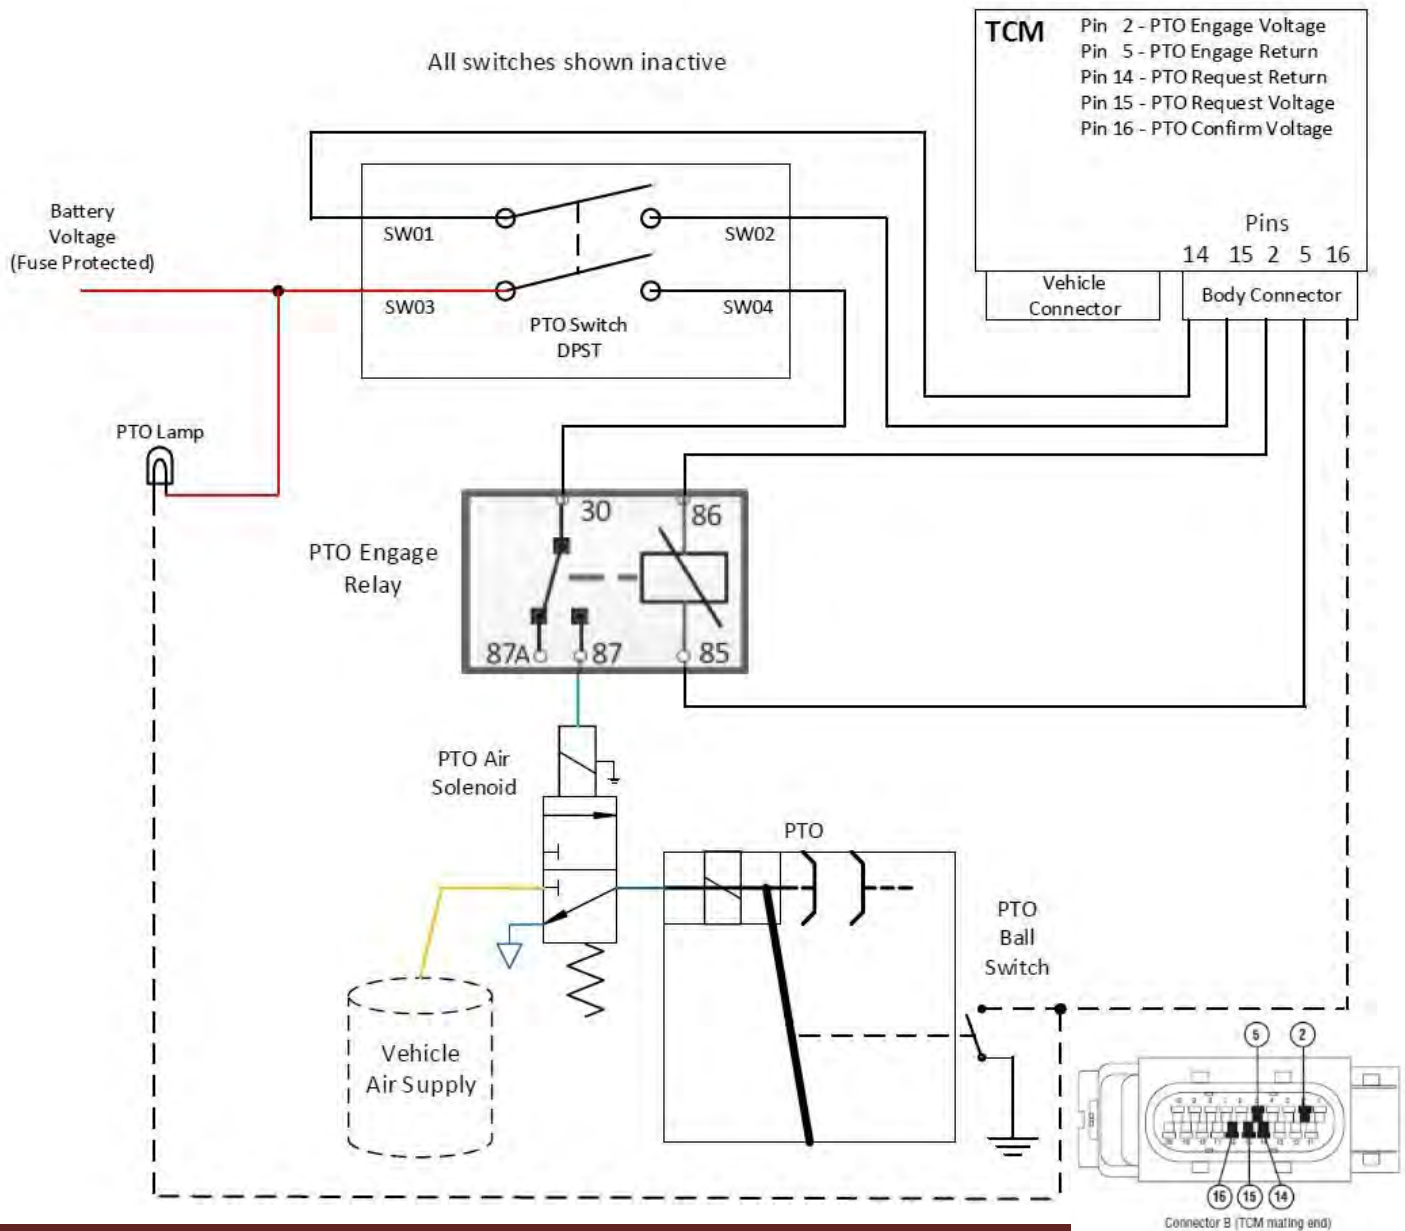 All switches shown inactive
TCM
Pin 2 - PTO Engage Voltage
Pin 5 - PTO Engage Return
Pin 14 - PTO Request Return
Pin 15 - PTO Request Voltage
Pin 16 - PTO Confirm Voltage
Pins
14 15 2 5 16
Vehicle
Connector
Body Connector
Battery
Voltage
(Fuse Protected)
SW01
SW02
SW03
SW04
PTO Switch
DPST
PTO Lamp
PTO Engage
Relay
30
86
87A
87
85
PTO Air
Solenoid
PTO
PTO
Ball
Switch
Vehicle
Air Supply
5
2
16
15
14
Connector B (TCM mating end)